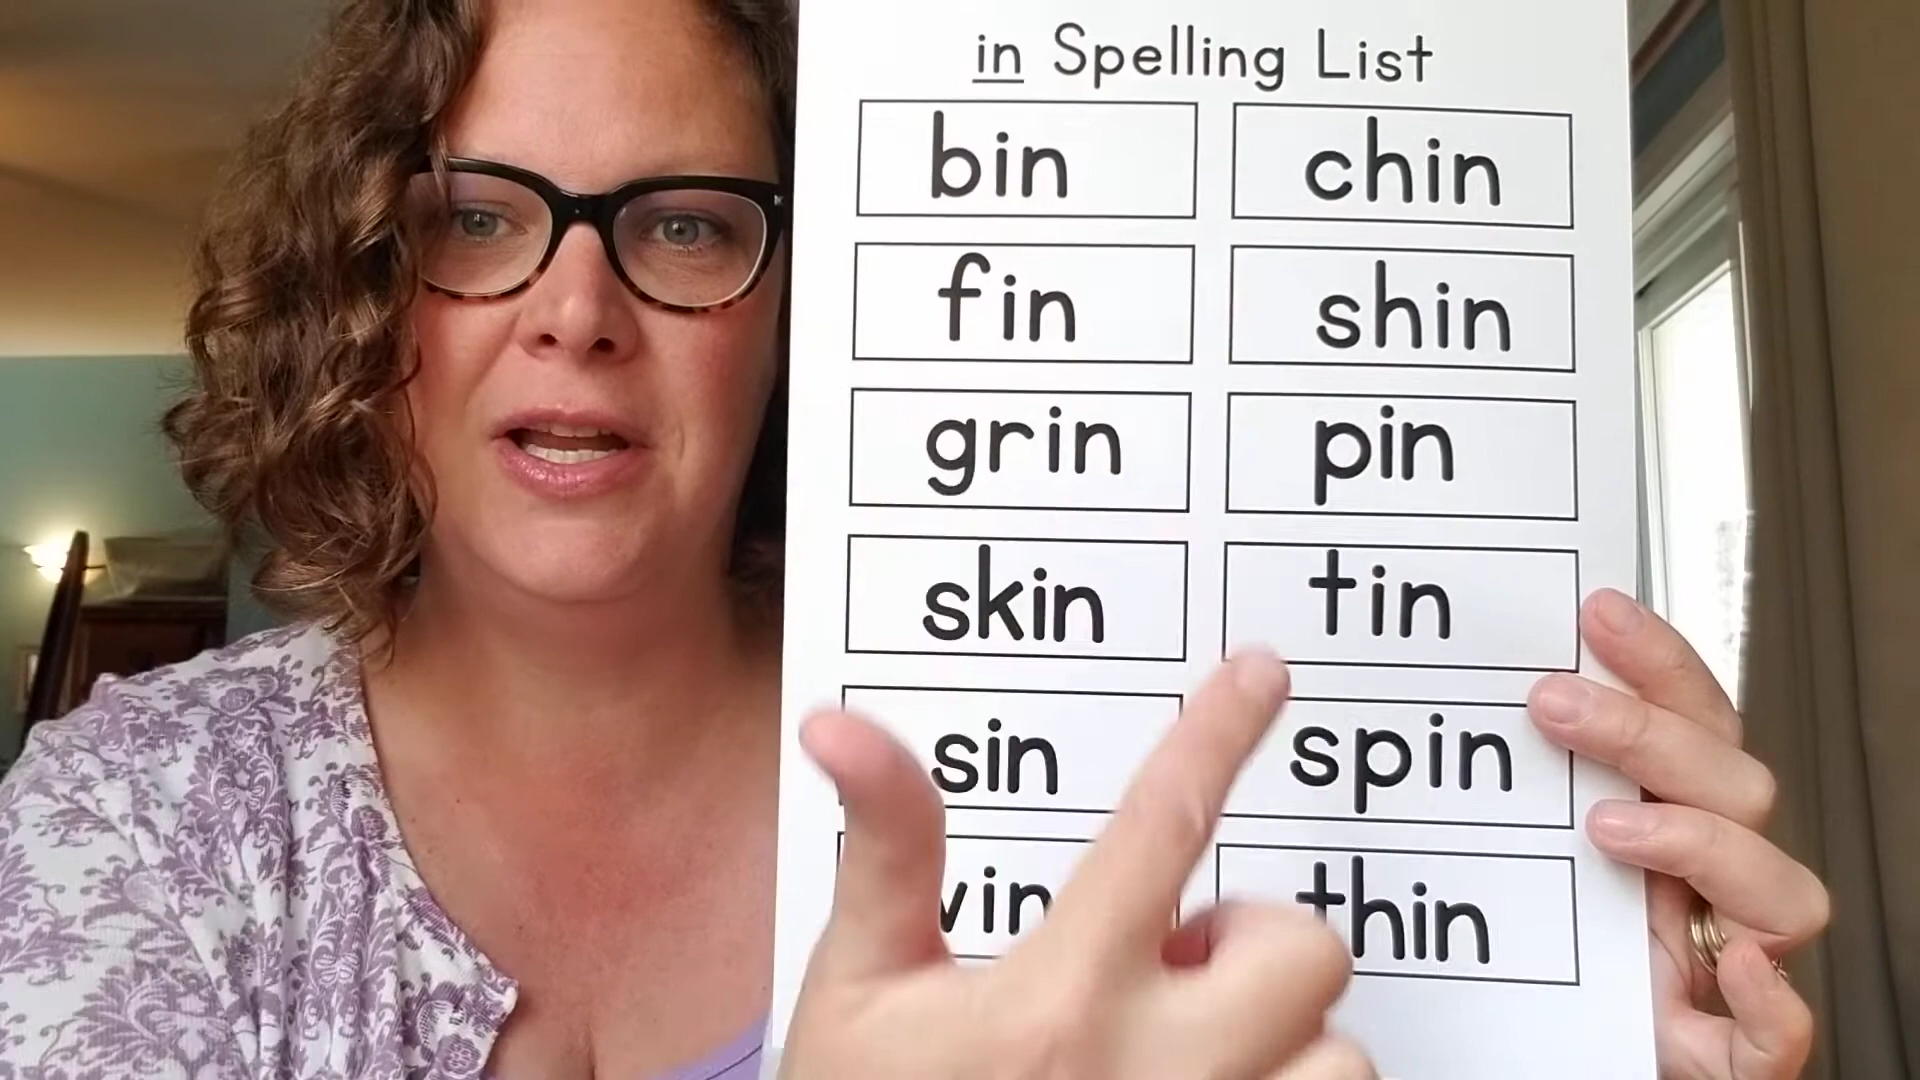 in Spelling List
bin chin
fin shin
grin pin
skin tin
sin spin
thin